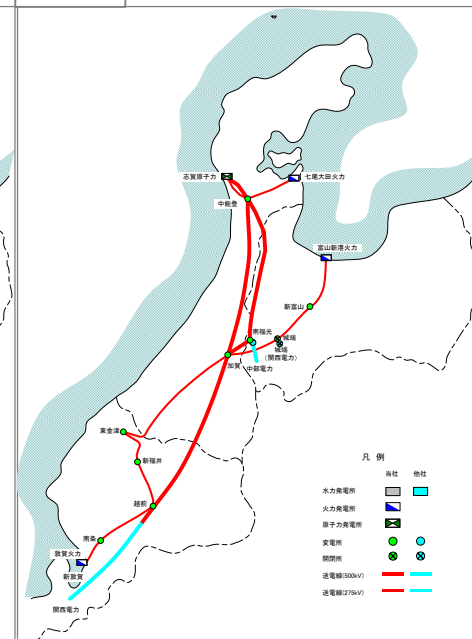 志賀原子力
七尾大田火力
中能登
富山新港火力
新富山
南福光
城端
城端
(関西電力)
加賀
中部電力
東金津
新福井
越前
南条
敦賀火力
新敦賀
関西電力
凡 例
当社 他社
水力発電所
火力発電所
原子力発電所
変電所
開閉所
送電線(500kV)
送電線(275kV)